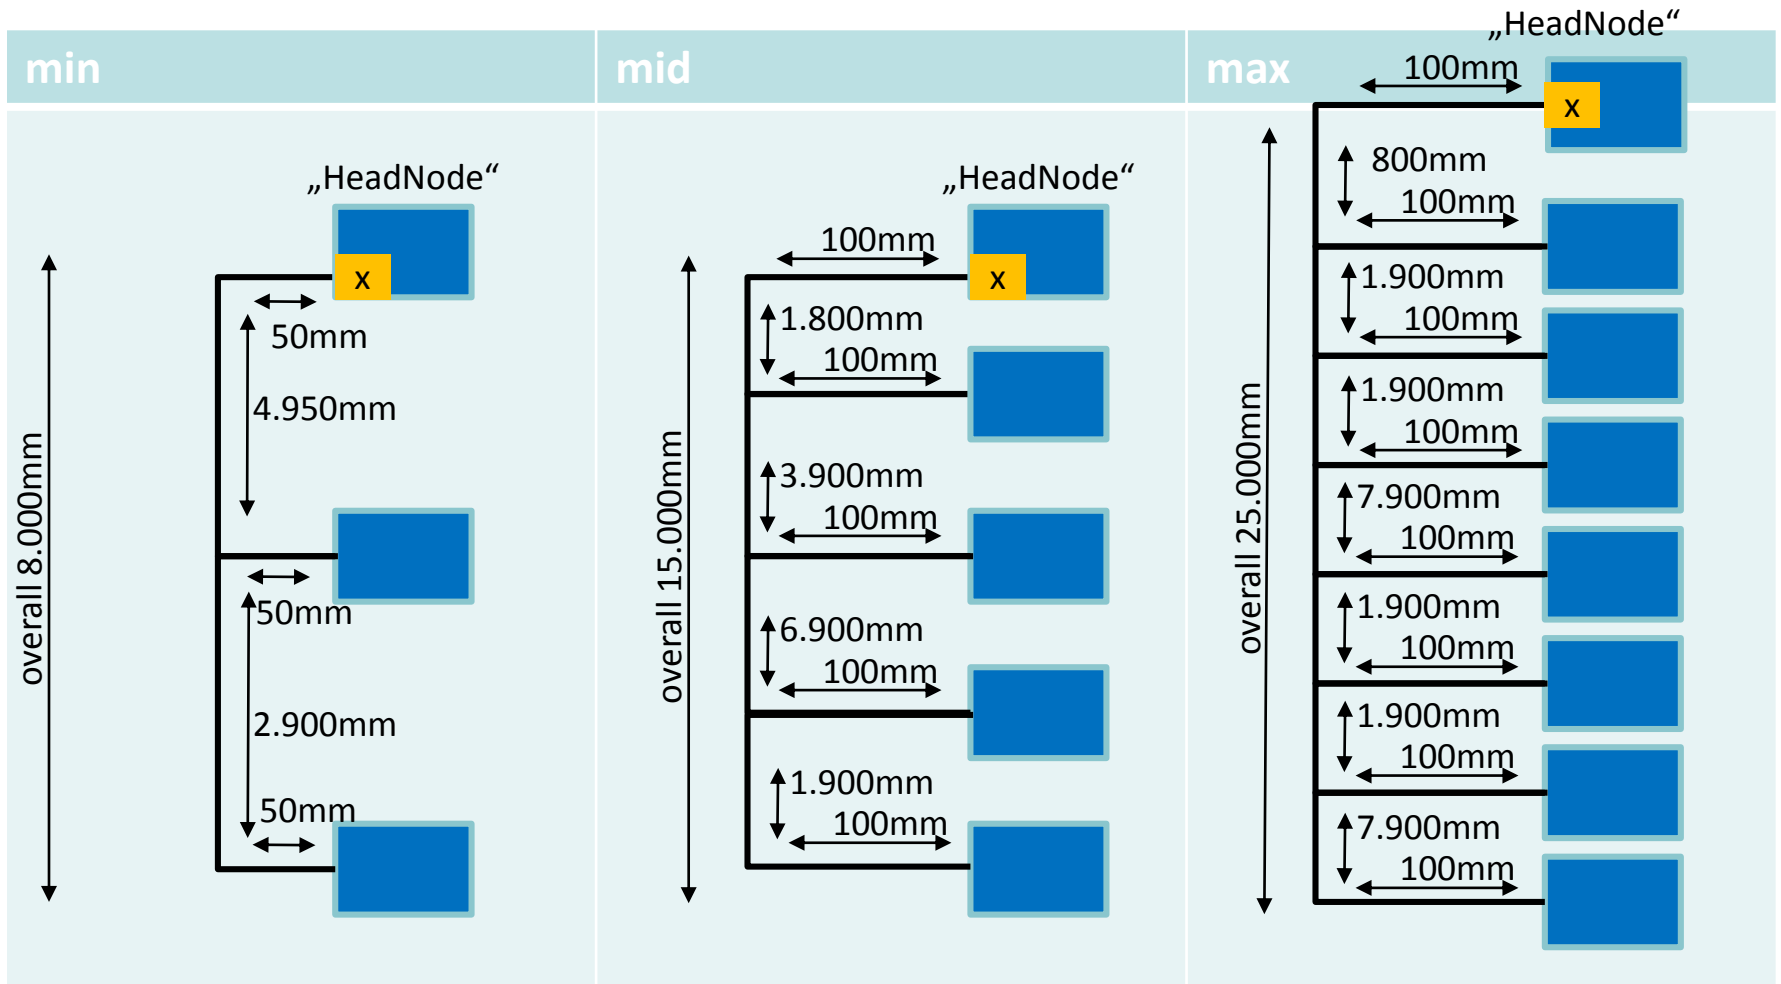 min
„HeadNode“
x
50mm
4.950mm
50mm
2.900mm
50mm
overall 8.000mm
mid
„HeadNode“
100mm
x
1.800mm
100mm
3.900mm
100mm
6.900mm
100mm
1.900mm
100mm
overall 15.000mm
max
„HeadNode“
100mm
x
800mm
100mm
1.900mm
100mm
1.900mm
100mm
7.900mm
100mm
1.900mm
100mm
1.900mm
100mm
7.900mm
100mm
overall 25.000mm